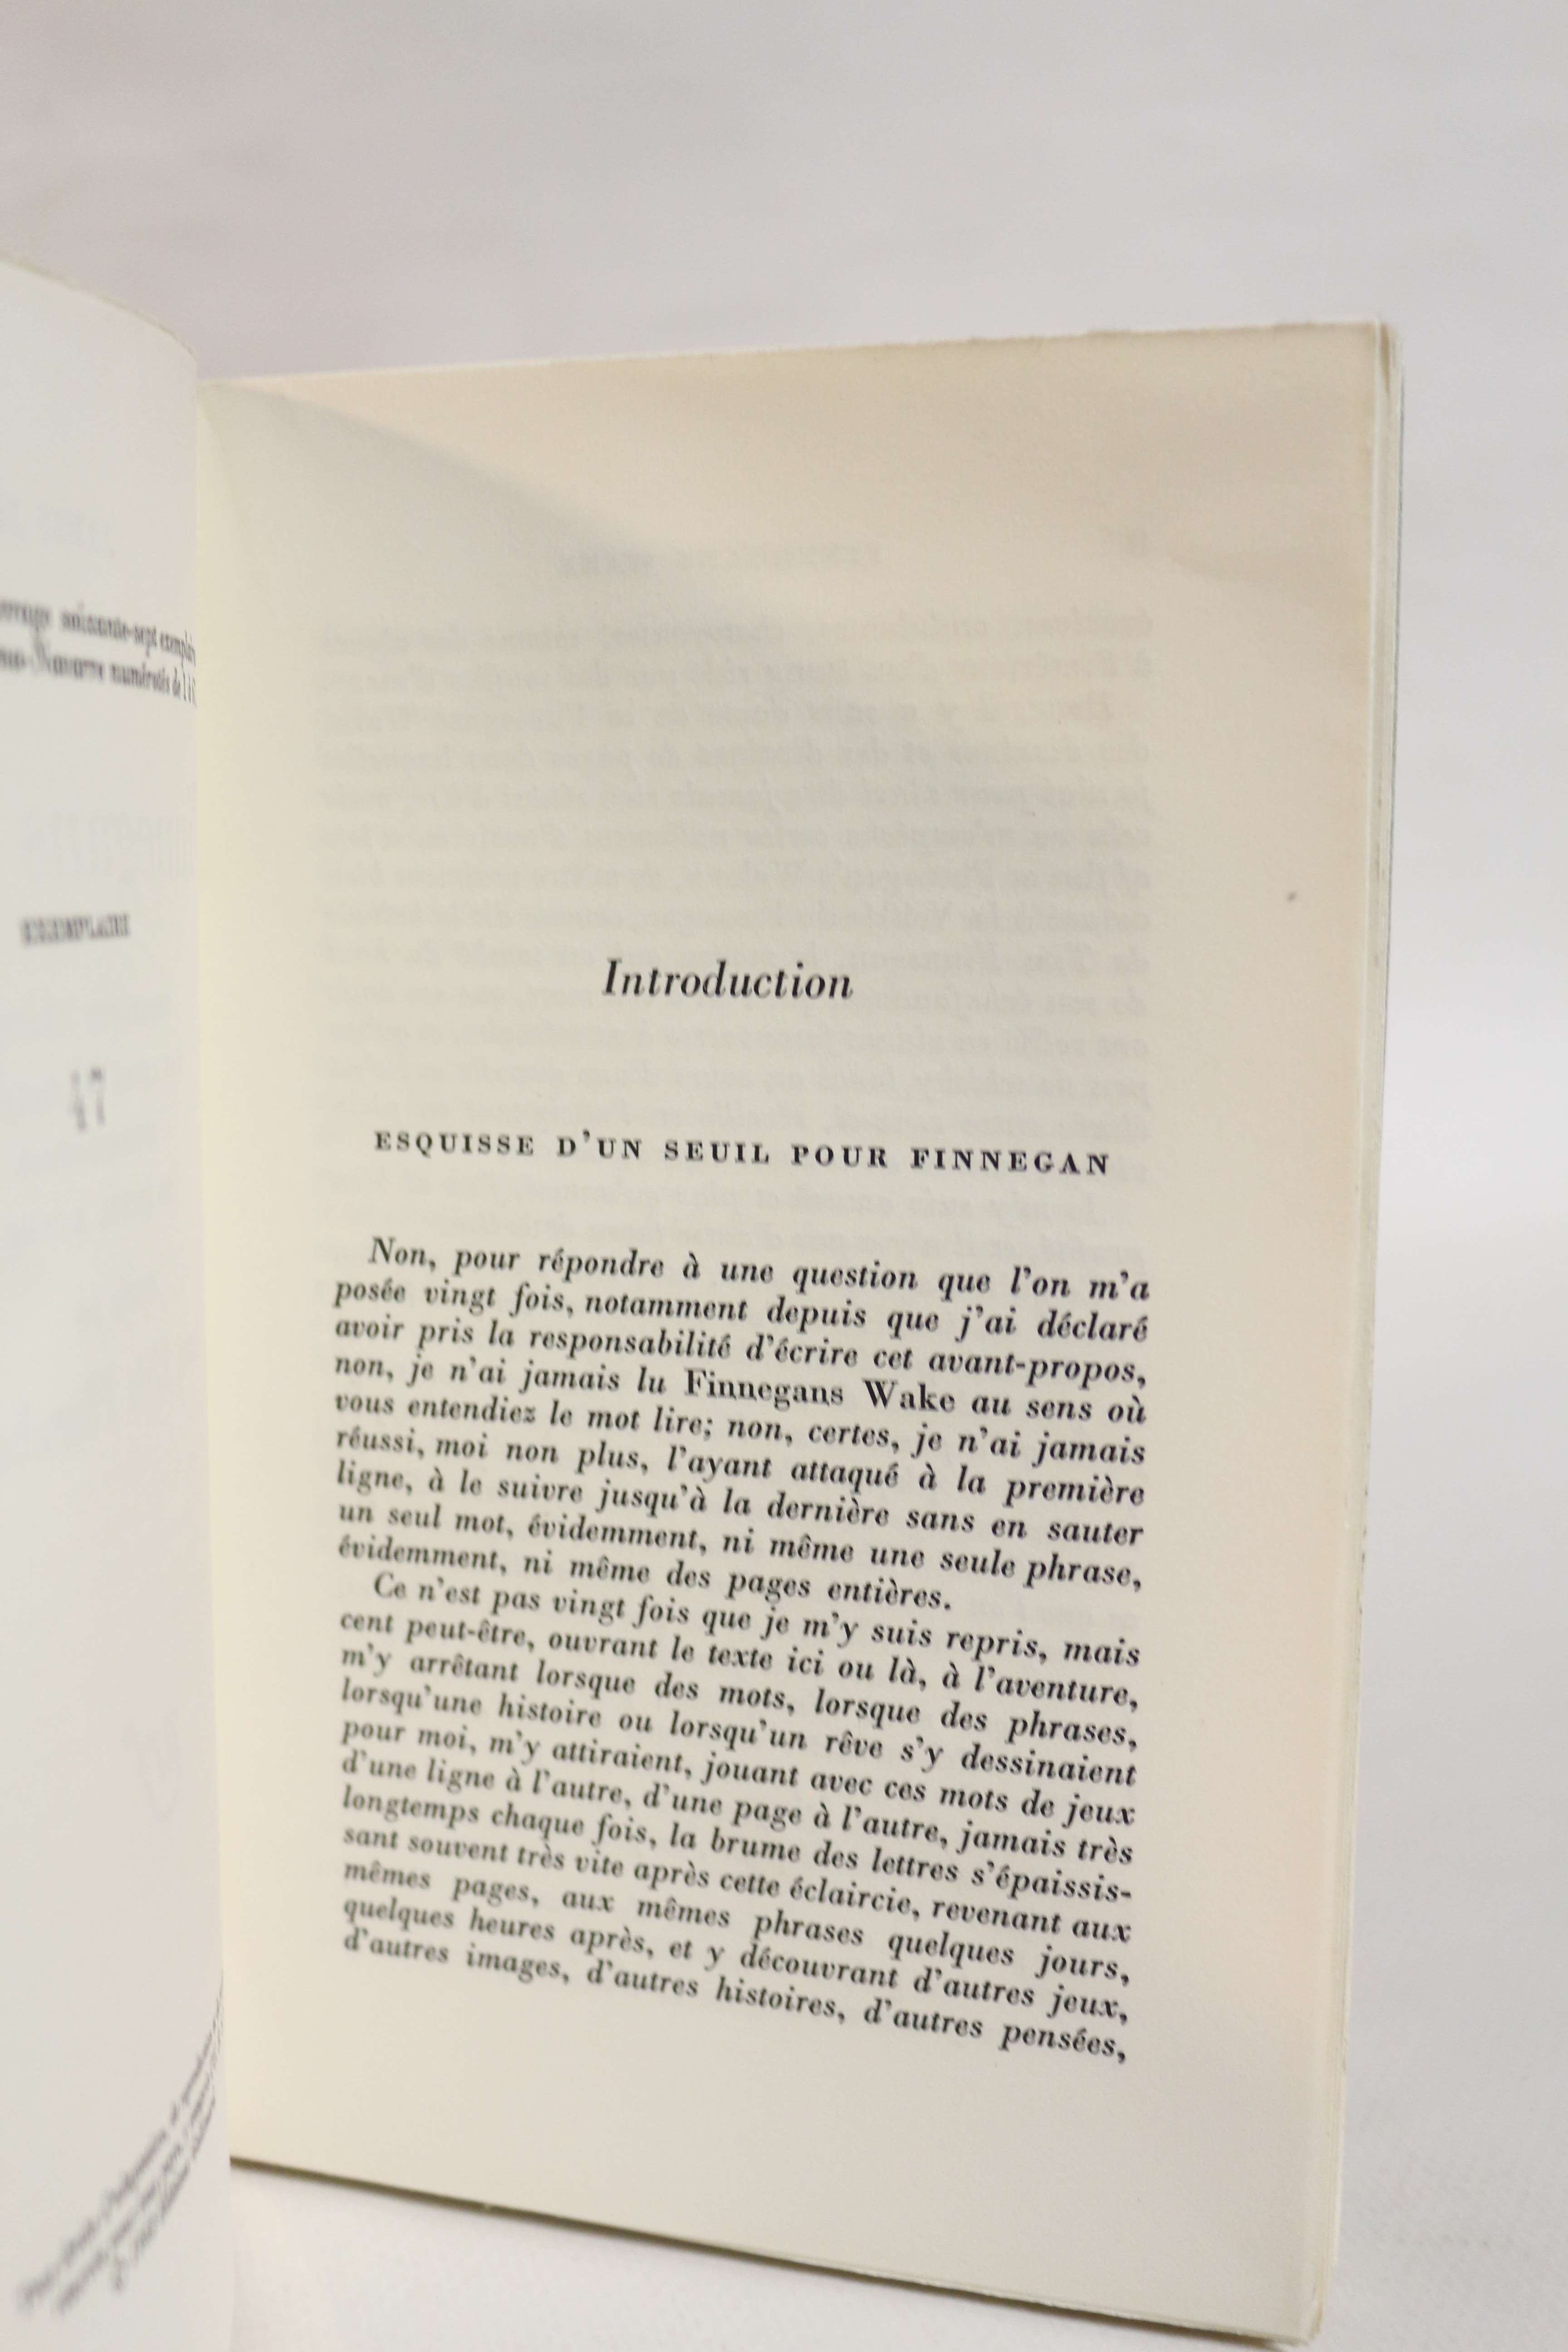 soixante-sept
Navarre numérotés de 1 à
EXEMPLAIRE
47
Introduction
ESQUISSE D'UN SEUIL POUR FINNEGAN
Non, pour répondre à une question que l'on m'a
posée vingt fois, notamment depuis que j'ai déclaré
avoir pris la responsabilité d'écrire cet avant-propos,
non, je n'ai jamais lu Finnegans Wake au sens où
vous entendiez le mot lire; non, certes, je n'ai jamais
réussi, moi non plus, l'ayant attaqué à la première
ligne, à le suivre jusqu'à la dernière sans en sauter
un seul mot, évidemment, ni même une seule phrase,
évidemment, ni même des pages entières.
Ce n'est pas vingt fois que je m'y suis repris, mais
cent peut-être, ouvrant le texte ici ou là, à l'aventure,
m'y arrêtant lorsque des mots, lorsque des phrases,
lorsqu'une histoire ou lorsqu'un rêve s'y dessinaient
pour moi, m'y attiraient, jouant avec ces mots de jeux
d'une ligne à l'autre, d'une page à l'autre, jamais très
longtemps chaque fois, la brume des lettres s'épaissis-
sant souvent très vite après cette éclaircie, revenant aux
mêmes pages, aux mêmes phrases quelques jours,
quelques heures après, et y découvrant d'autres jeux,
d'autres images, d'autres histoires, d'autres pensées,